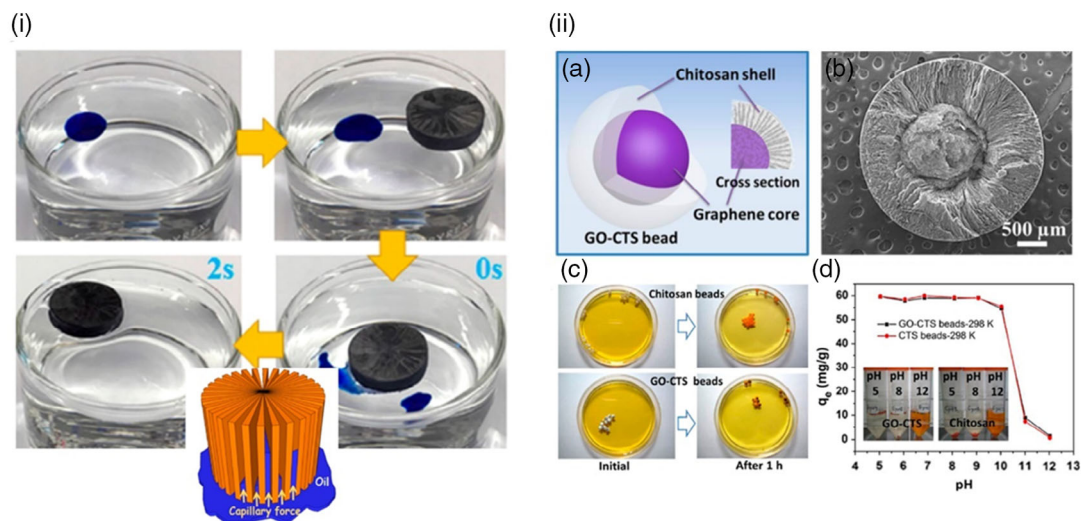 (i)
2s
0s
Oil
Capillary force
(ii)
(a)
Chitosan shell
Cross section
Graphene core
GO-CTS bead
(b)
500 µm
(c)
Chitosan beads
GO-CTS beads
Initial
After 1 h
(d)
60
50
40
30
20
10
0
qe (mg/g)
GO-CTS beads-298 K
CTS beads-298 K
pH pH pH
5 8 12
pH pH pH
5 8 12
GO-CTS
Chitosan
4 5 6 7 8 9 10 11 12 13
pH